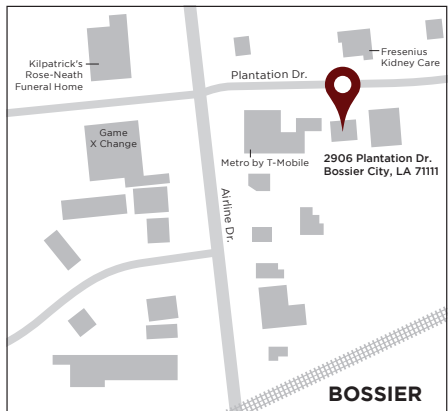 Kilpatrick's
Rose-Neath
Funeral Home
Fresenius
Kidney Care
Plantation Dr.
Game
X Change
Metro by T-Mobile
2906 Plantation Dr.
Bossier City, LA 71111
Airline Dr.
BOSSIER